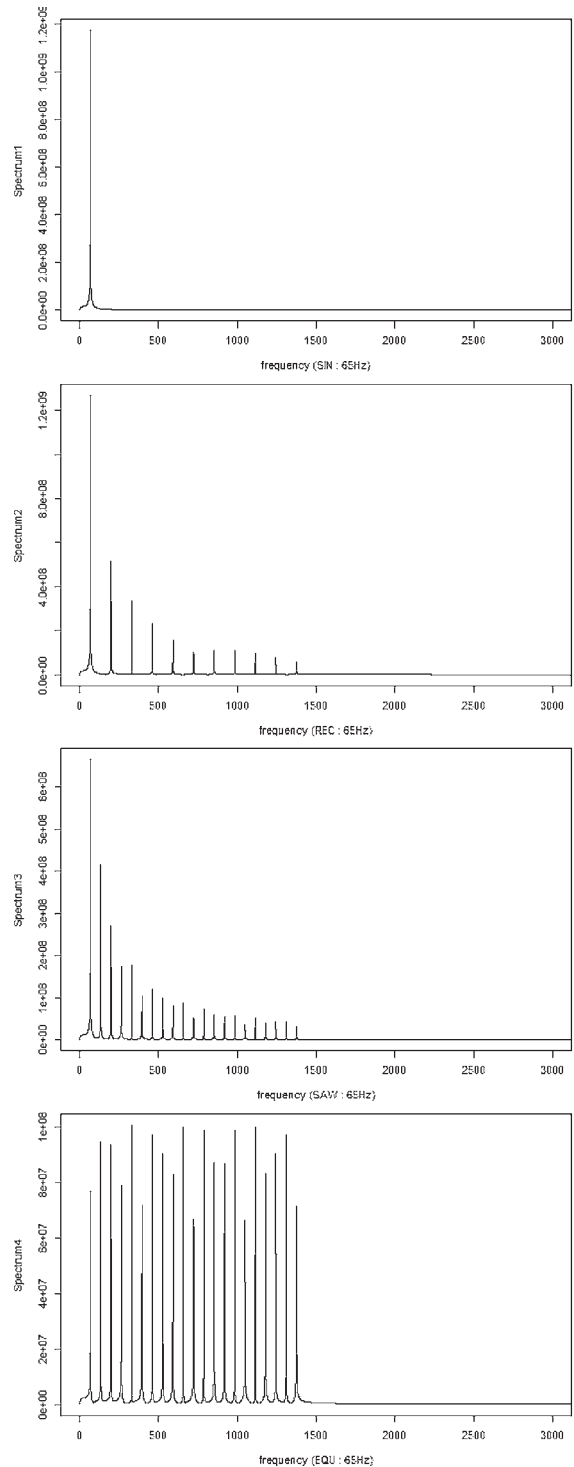 1.2e+09
1.0e+09
8.0e+08
6.0e+08
4.0e+08
2.0e+08
0.0e+00
Spectrum1
0 500 1000 1500 2000 2500 3000
frequency (SIN : 65Hz)
1.2e+09
8.0e+08
4.0e+08
0.0e+00
Spectrum2
0 500 1000 1500 2000 2500 3000
frequency (REC : 65Hz)
6e+08
5e+08
4e+08
3e+08
2e+08
1e+08
0e+00
Spectrum3
0 500 1000 1500 2000 2500 3000
frequency (SAW : 65Hz)
1e+08
8e+07
6e+07
4e+07
2e+07
0e+00
Spectrum4
0 500 1000 1500 2000 2500 3000
frequency (EQU : 65Hz)